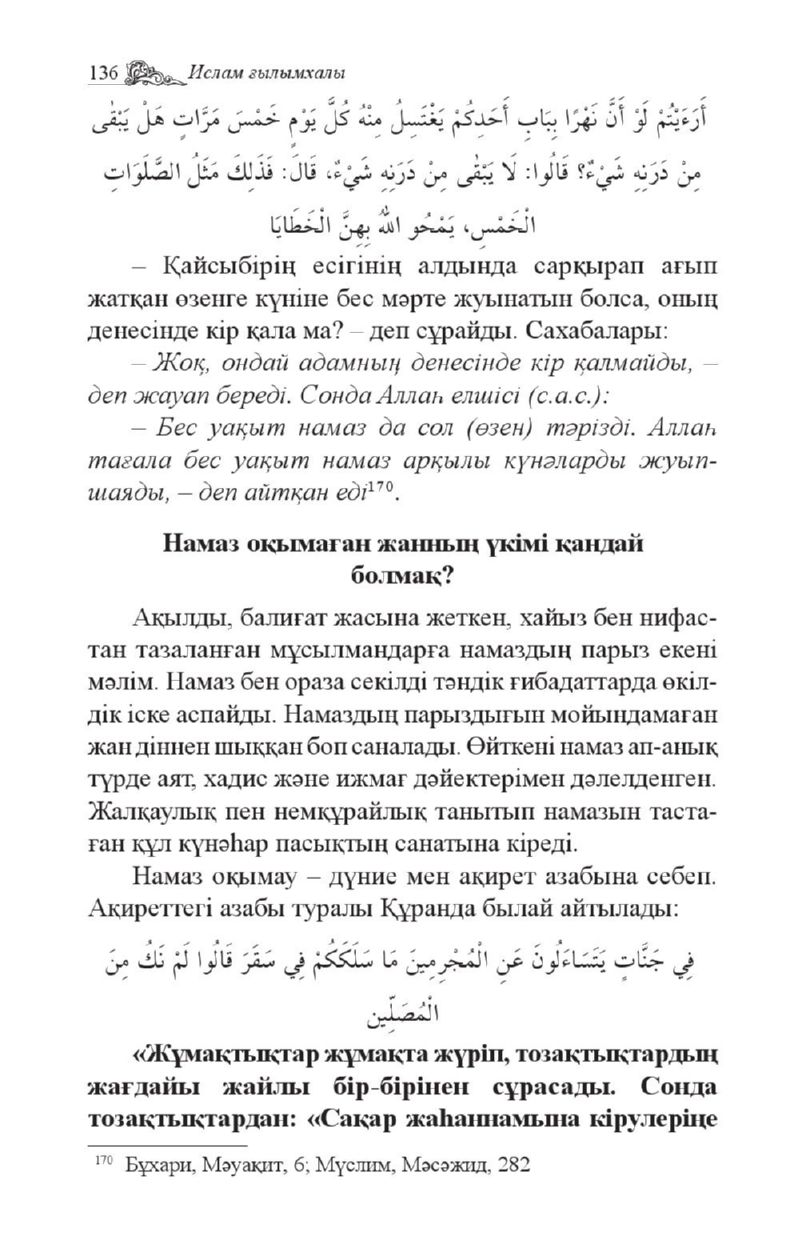 136 Ислам ғылымхалы
أَرَءَيْتُمْ لَوْ أَنَّ نَهْرًا بِبَابِ أَحَدِكُمْ يَغْتَسِلُ مِنْهُ كُلَّ يَوْمٍ خَمْسَ مَرَّاتٍ هَلْ يَبْقٰى
مِنْ دَرَنِهِ شَيْءٌ؟ قَالُوا: لَا يَبْقٰى مِنْ دَرَنِهِ شَيْءٌ، قَالَ: فَذٰلِكَ مَثَلُ الصَّلَوَاتِ
الْخَمْسِ، يَمْحُو اللهُ بِهِنَّ الْخَطَايَا
– Қайсыбірің есігінің алдында сарқырап ағып
жатқан өзенге күніне бес мәрте жуынатын болса, оның
денесінде кір қала ма? – деп сұрайды. Сахабалары:
– Жоқ, ондай адамның денесінде кір қалмайды, –
деп жауап береді. Сонда Аллаһ елшісі (с.а.с.):
– Бес уақыт намаз да сол (өзен) тәрізді. Аллаһ
тағала бес уақыт намаз арқылы күнәларды жуып-
шаяды, – деп айтқан еді¹⁷⁰.
Намаз оқымаған жанның үкімі қандай
болмақ?
Ақылды, балиғат жасына жеткен, хайыз бен нифас-
тан тазаланған мұсылмандарға намаздың парыз екені
мәлім. Намаз бен ораза секілді тәндік ғибадаттарда өкіл-
дік іске аспайды. Намаздың парыздығын мойындамаған
жан діннен шыққан боп саналады. Өйткені намаз ап-анық
түрде аят, хадис және ижмағ дәйектерімен дәлелденген.
Жалқаулық пен немқұрайлық танытып намазын таста-
ған құл күнәһар пасықтың санатына кіреді.
Намаз оқымау – дүние мен ақирет азабына себеп.
Ақиреттегі азабы туралы Құранда былай айтылады:
فِي جَنَّاتٍ يَتَسَاءَلُونَ عَنِ الْمُجْرِمِينَ مَا سَلَكَكُمْ فِي سَقَرَ قَالُوا لَمْ نَكُ مِنَ
الْمُصَلِّينَ
«Жұмақтықтар жұмақта жүріп, тозақтықтардың
жағдайы жайлы бір-бірінен сұрасады. Сонда
тозақтықтардан: «Сақар жаһаннамына кірулеріңе
¹⁷⁰ Бұхари, Мәуақит, 6; Мүслим, Мәсәжид, 282